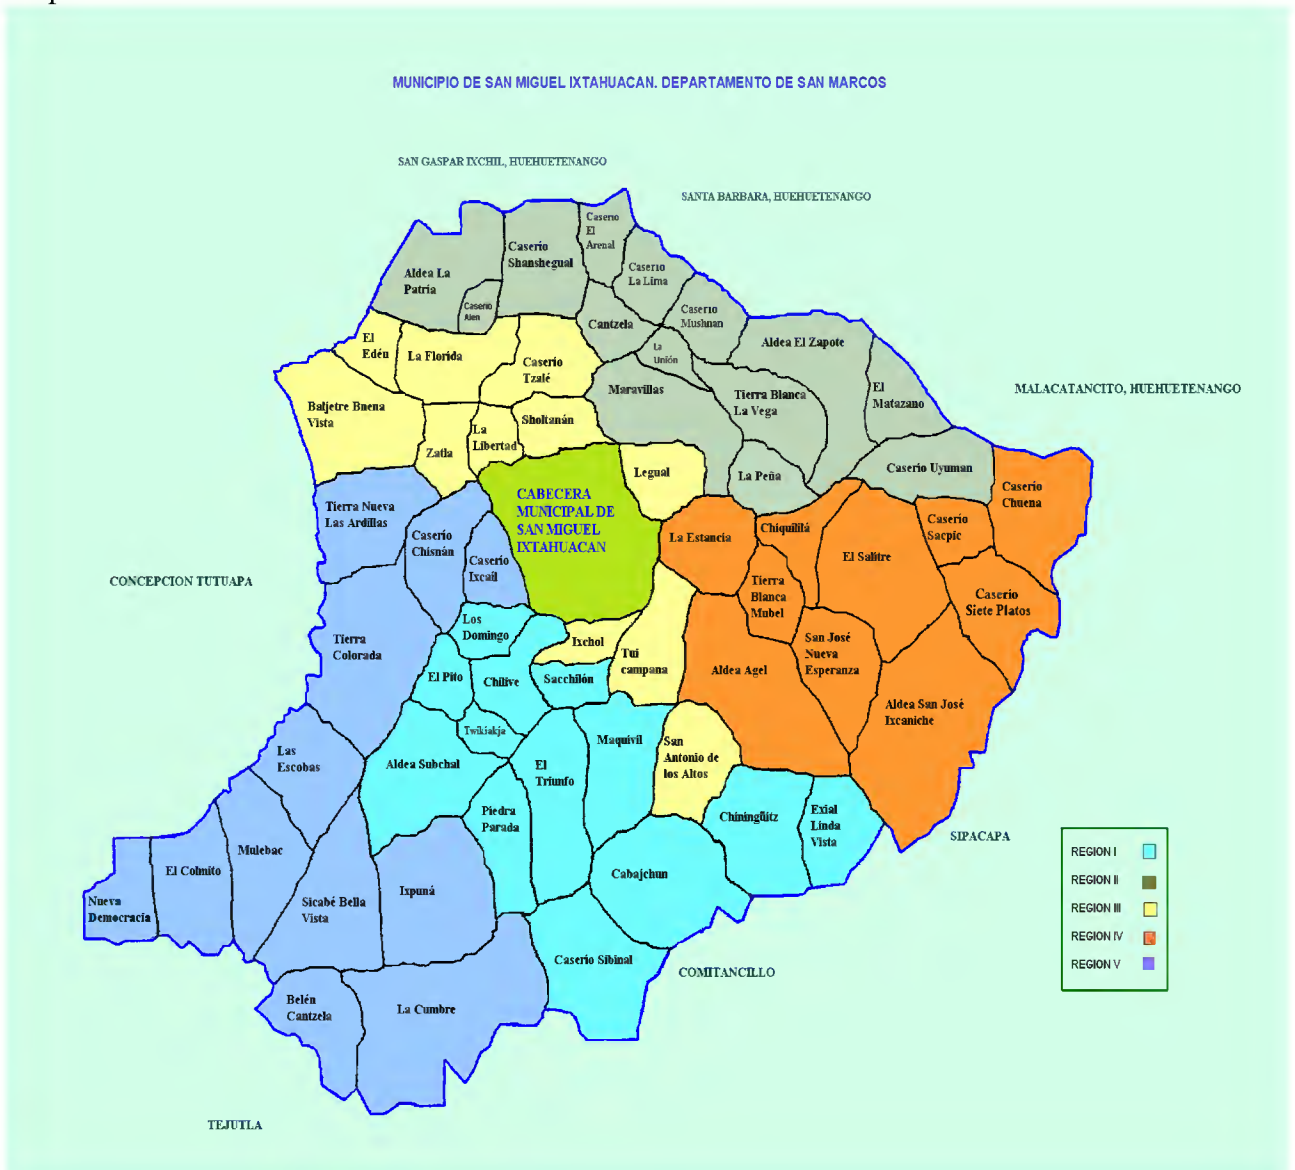 MUNICIPIO DE SAN MIGUEL IXTAHUACAN. DEPARTAMENTO DE SAN MARCOS
SAN GASPAR IXCHIL, HUEHUETENANGO
SANTA BARBARA, HUEHUETENANGO
Caserio
El
Arenal
Caserío
Shanshegual
Aldea La
Patria
Caserio
La Lima
Caserio
Alen
Caserio
Mushnan
Cantzela
La
Unión
Aldea El Zapote
El
Edén
La Florida
Caserío
Tzalé
MALACATANCITO, HUEHUETENANGO
Maravillas
Tierra Blanca
La Vega
El
Matazano
Baljetre Buena
Vista
Sholtanán
La
Libertad
Zatla
Legual
La Peña
Caserío Uyuman
Caserío
Chuena
CABECERA
MUNICIPAL DE
SAN MIGUEL
IXTAHUACAN
Tierra Nueva
Las Ardillas
Caserío
Chisnán
Caserío
Ixcail
La Estancia
Chiquililá
Caserío
Sacpic
El Salitre
CONCEPCION TUTUAPA
Tierra
Blanca
Mubel
Caserio
Siete Platos
Los
Domingo
Tierra
Colorada
Ixchol
Tui
campana
San José
Nueva
Esperanza
Aldea Agel
El Pito
Chilive
Sacchilón
Aldea San José
Ixcaniche
Twikiakja
Maquivil
San
Antonio de
los Altos
Las
Escobas
Aldea Subchal
El
Triunfo
Piedra
Parada
Chiningüitz
Exial
Linda
Vista
SIPACAPA
Mulebac
El Colmito
Cabajchun
Ixpuná
Nueva
Democracia
Sicabé Bella
Vista
REGION I
REGION II
REGION III
REGION IV
REGION V
Caserio Sibinal
COMITANCILLO
Belén
Cantzela
La Cumbre
TEJUTLA